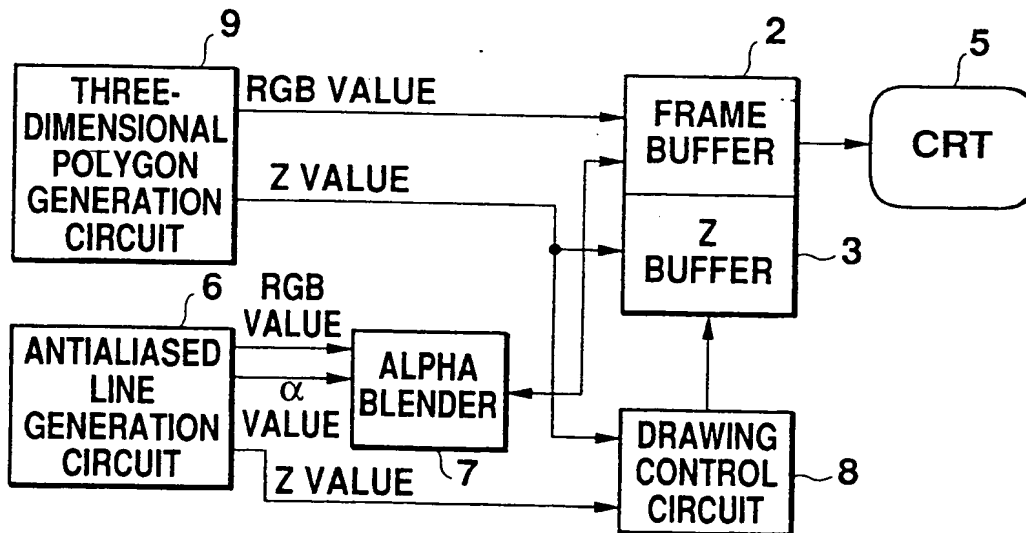 9
THREE-
DIMENSIONAL
POLYGON
GENERATION
CIRCUIT
RGB VALUE
Z VALUE
2
FRAME
BUFFER
Z
BUFFER
3
5
CRT
6
ANTIALIASED
LINE
GENERATION
CIRCUIT
RGB
VALUE
α
VALUE
Z VALUE
ALPHA
BLENDER
7
DRAWING
CONTROL
CIRCUIT
8